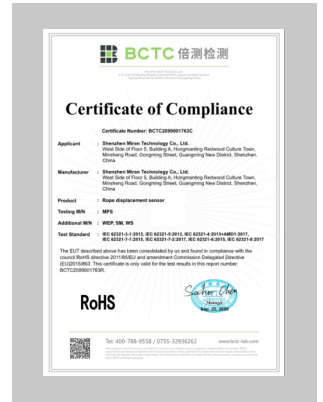 BCTC 倍测检测
Certificate of Compliance
Certificate Number: BCTC2009001763C
Applicant : Shenzhen Miran Technology Co., Ltd.
West Side of Floor 5, Building A, Hongmanting Redwood Culture Town,
Minsheng Road, Gongming Street, Guangming New District, Shenzhen,
China
Manufacturer : Shenzhen Miran Technology Co., Ltd.
West Side of Floor 5, Building A, Hongmanting Redwood Culture Town,
Minsheng Road, Gongming Street, Guangming New District, Shenzhen,
China
Product : Rope displacement sensor
Testing M/N : MPS
Additional M/N : WEP, SM, WS
Test Standard : IEC 62321-3-1:2013, IEC 62321-5:2013, IEC 62321-4:2013+AMD1:2017,
IEC 62321-7-1:2015, IEC 62321-7-2:2017, IEC 62321-6:2015, IEC 62321-8:2017
The EUT described above has been consolidated by us and found in compliance with the
council RoHS directive 2011/65/EU and amendment Commission Delegated Directive
(EU)2015/863. This certificate is only valid for the test results in this report number:
BCTC2009001763R.
RoHS
Manager
Sep. 22, 2020
Tel: 400-788-9558 / 0755-32936262 www.bctc-lab.com